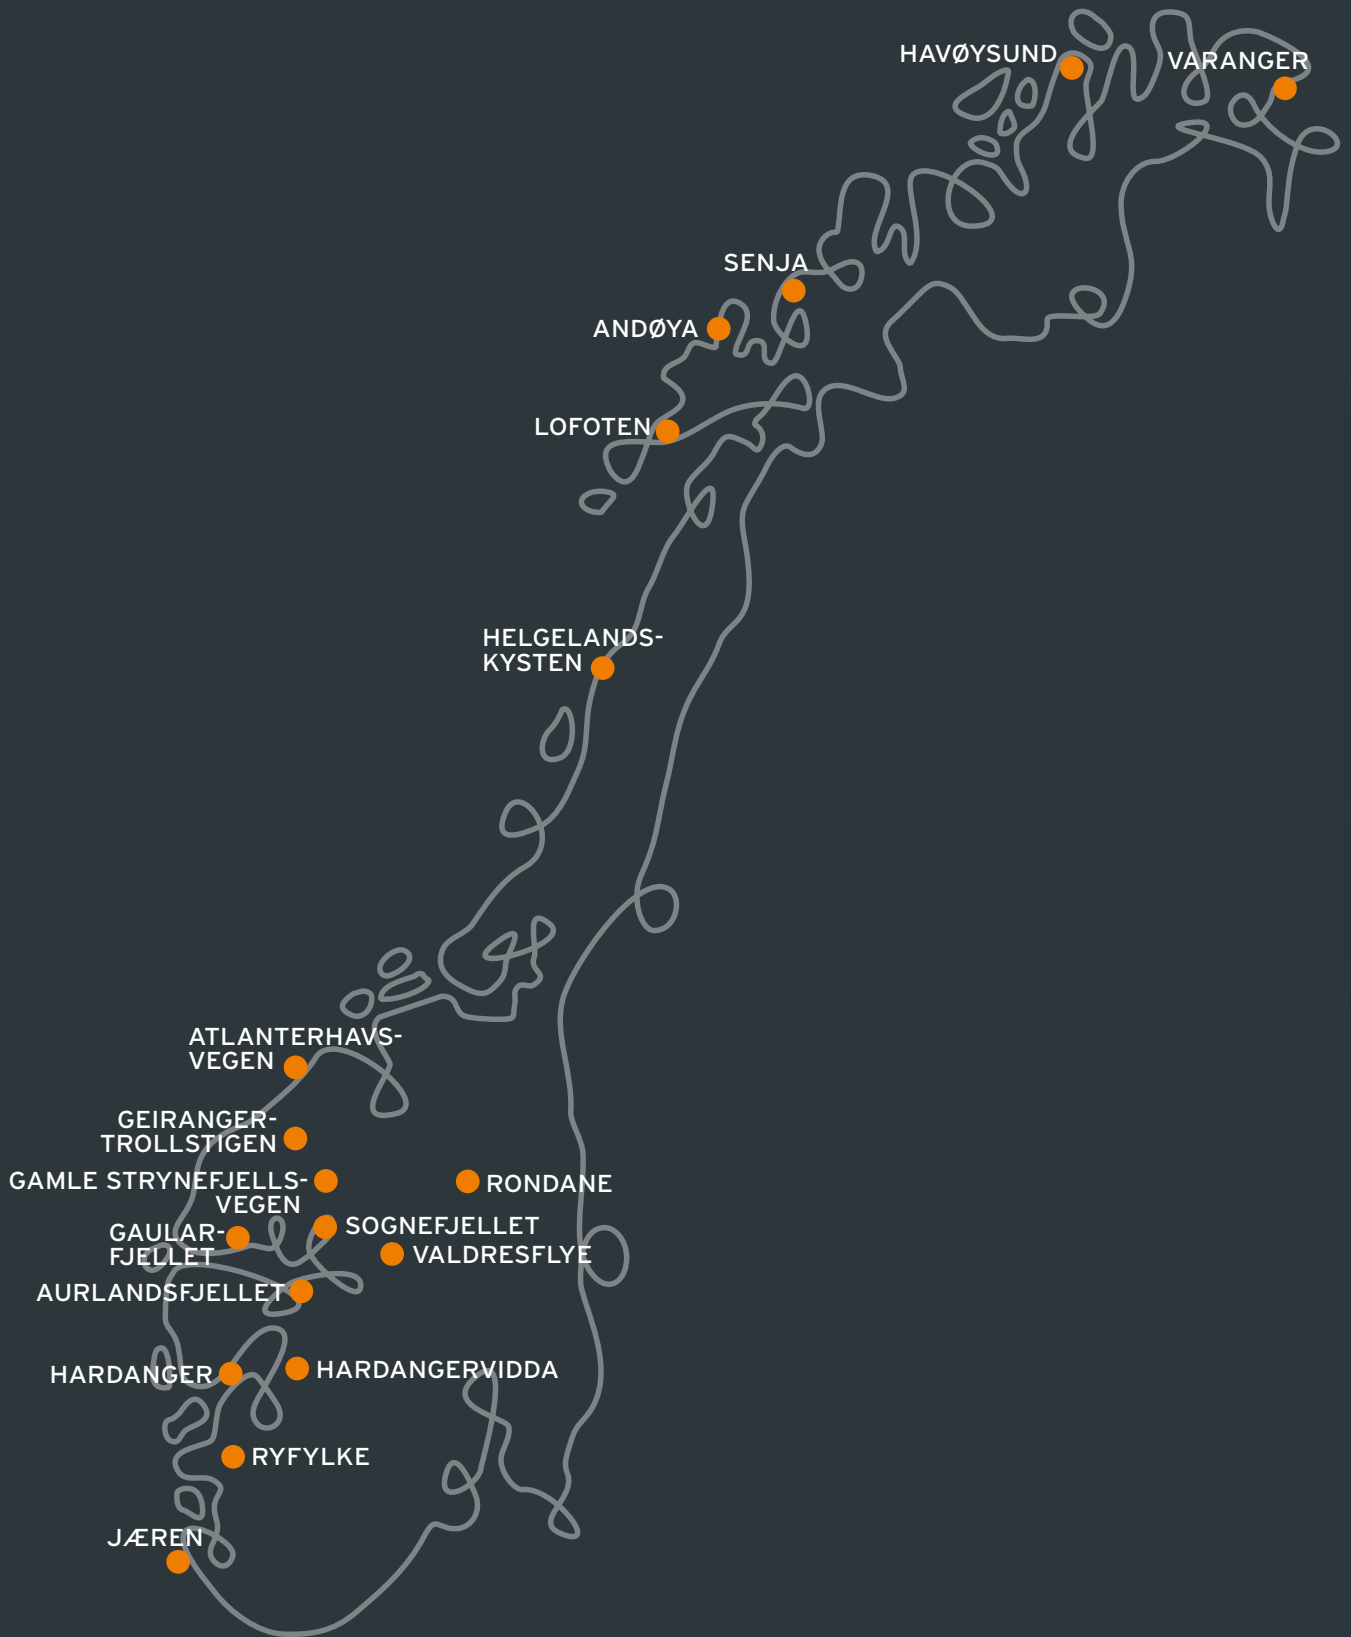 HAVØYSUND
VARANGER
SENJA
ANDØYA
LOFOTEN
HELGELANDS-
KYSTEN
ATLANTERHAVS-
VEGEN
GEIRANGER-
TROLLSTIGEN
GAMLE STRYNEFJELLS-
VEGEN
RONDANE
GAULAR-
FJELLET
SOGNEFJELLET
VALDRESFLYE
AURLANDSFJELLET
HARDANGER
HARDANGERVIDDA
RYFYLKE
JÆREN